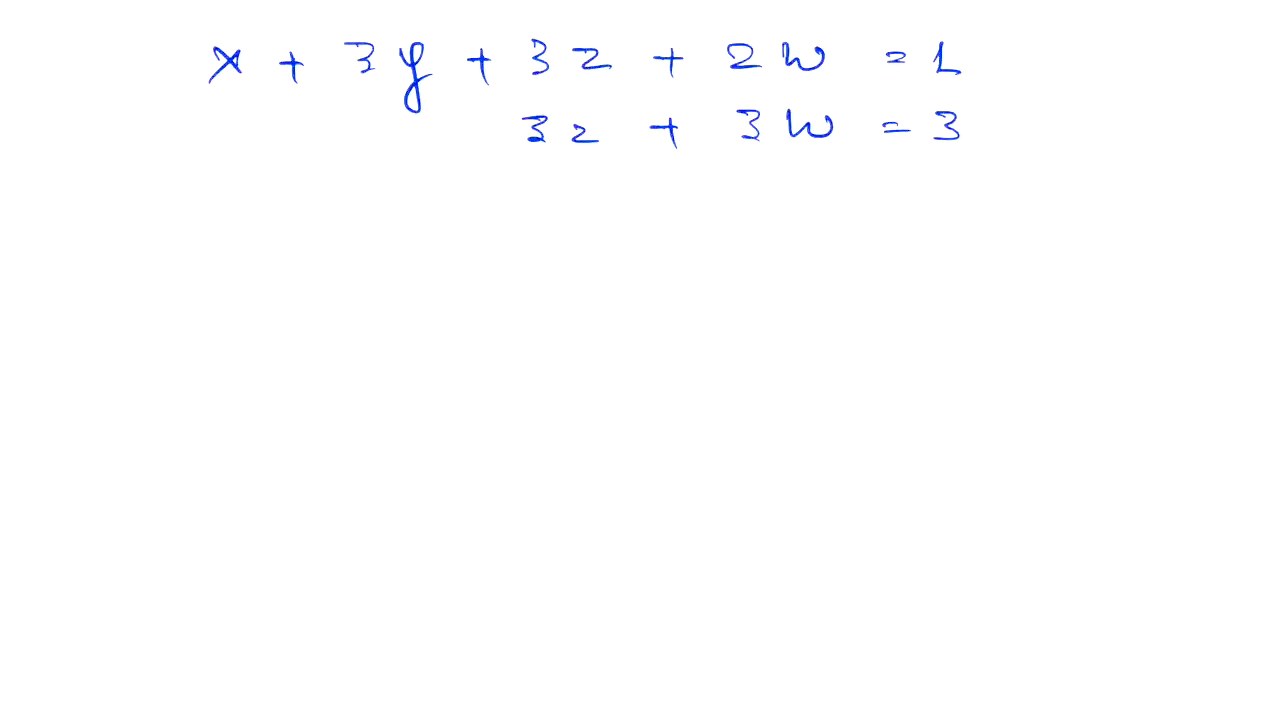 x + 3y + 3z + 2w = 1
3z + 3w = 3